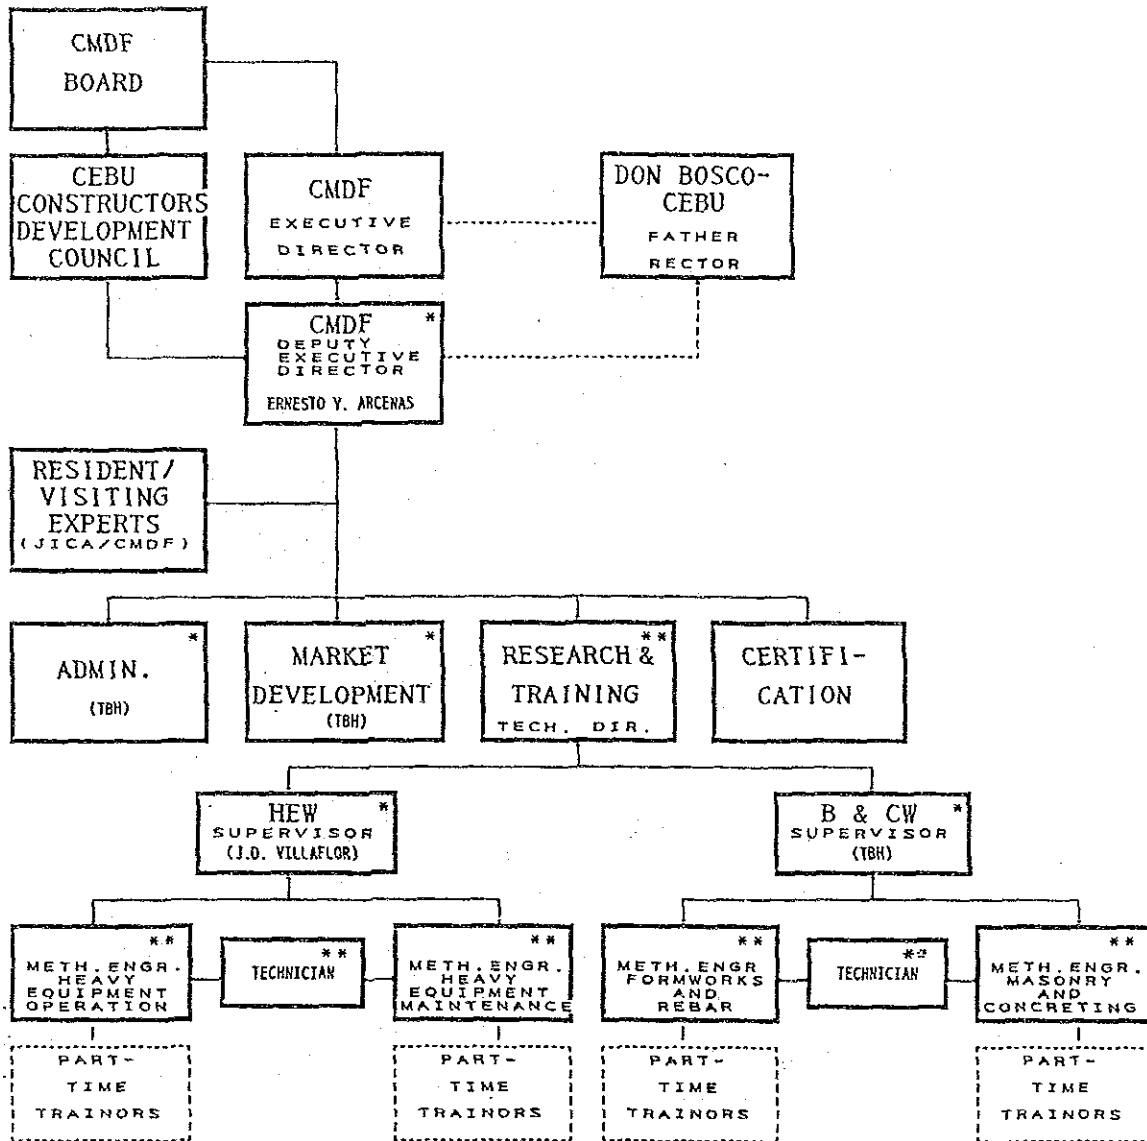 CMDF
BOARD
CEBU
CONSTRUCTORS
DEVELOPMENT
COUNCIL
CMDF
EXECUTIVE
DIRECTOR
DON BOSCO-
CEBU
FATHER
RECTOR
CMDF *
DEPUTY
EXECUTIVE
DIRECTOR
ERNESTO Y. ARCENAS
RESIDENT/
VISITING
EXPERTS
(JICA/CMDF)
*
ADMIN.
(TBH)
*
MARKET
DEVELOPMENT
(TBH)
**
RESEARCH &
TRAINING
TECH. DIR.
CERTIFI-
CATION
HEW *
SUPERVISOR
(J.D. VILLAFLOR)
B & CW *
SUPERVISOR
(TBH)
**
METH.ENGR.
HEAVY
EQUIPMENT
OPERATION
**
TECHNICIAN
**
METH.ENGR.
HEAVY
EQUIPMENT
MAINTENANCE
**
METH.ENGR
FORMWORKS
AND
REBAR
**
TECHNICIAN
**
METH.ENGR.
MASONRY
AND
CONCRETING
PART-
TIME
TRAINORS
PART-
TIME
TRAINORS
PART-
TIME
TRAINORS
PART-
TIME
TRAINORS